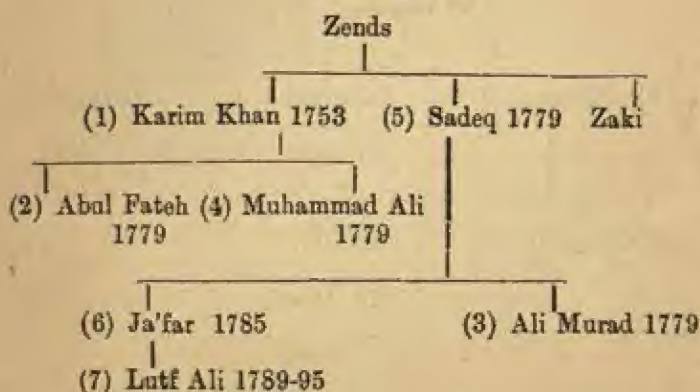 Zends
(1) Karim Khan 1753 (5) Sadeq 1779 Zaki
(2) Abul Fateh (4) Muhammad Ali
1779 1779
(6) Ja'far 1785 (3) Ali Murad 1779
(7) Lutf Ali 1789-95